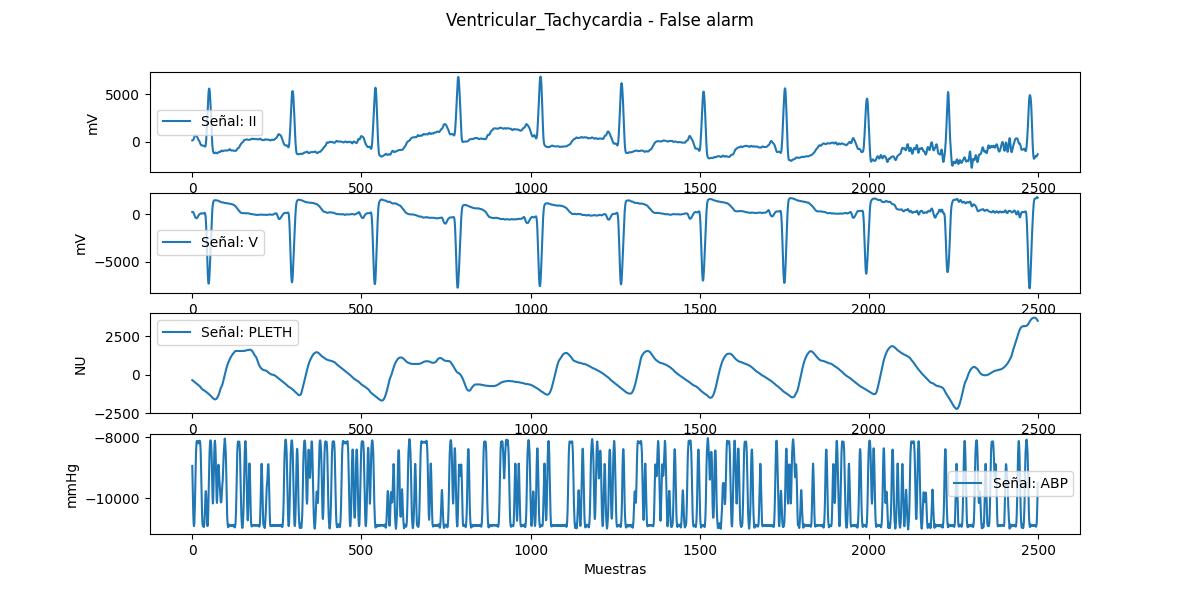 Ventricular_Tachycardia - False alarm
5000
0
mV
Señal: II
0 500 1000 1500 2000 2500
0
−5000
mV
Señal: V
0 500 1000 1500 2000 2500
2500
0
−2500
NU
Señal: PLETH
0 500 1000 1500 2000 2500
−8000
−10000
mmHg
Señal: ABP
0 500 1000 1500 2000 2500
Muestras